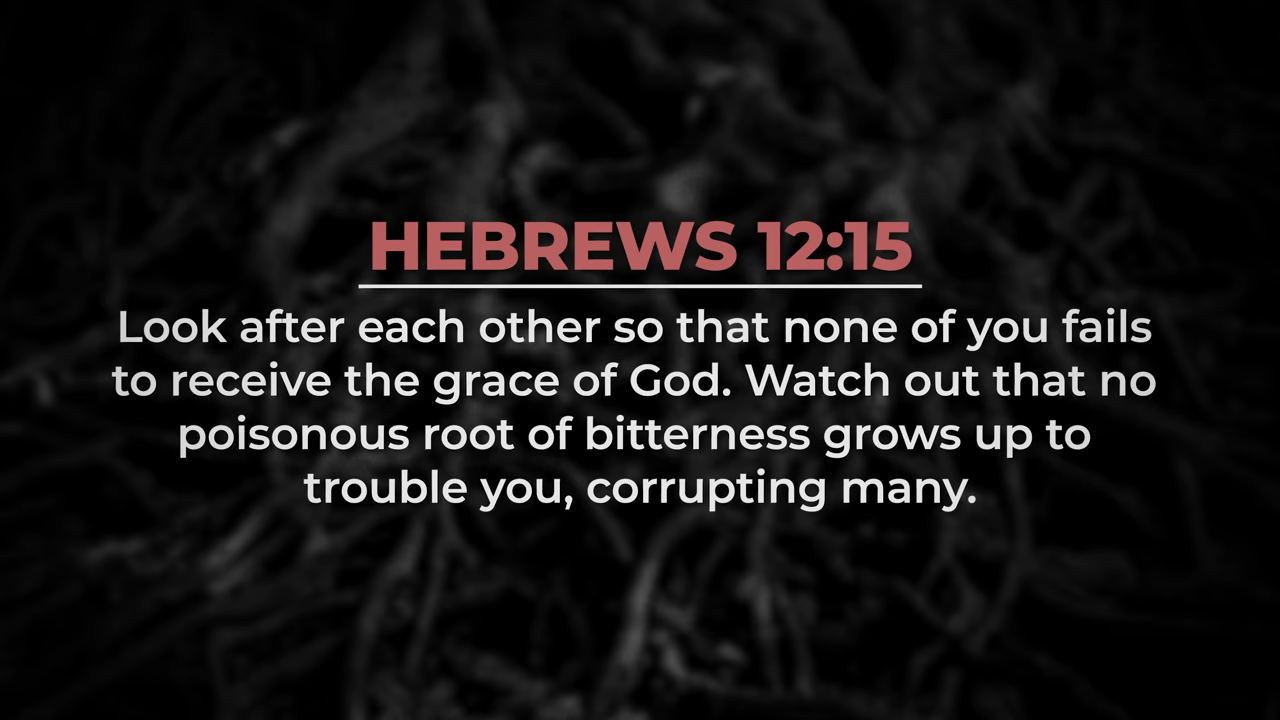 HEBREWS 12:15
Look after each other so that none of you fails
to receive the grace of God. Watch out that no
poisonous root of bitterness grows up to
trouble you, corrupting many.